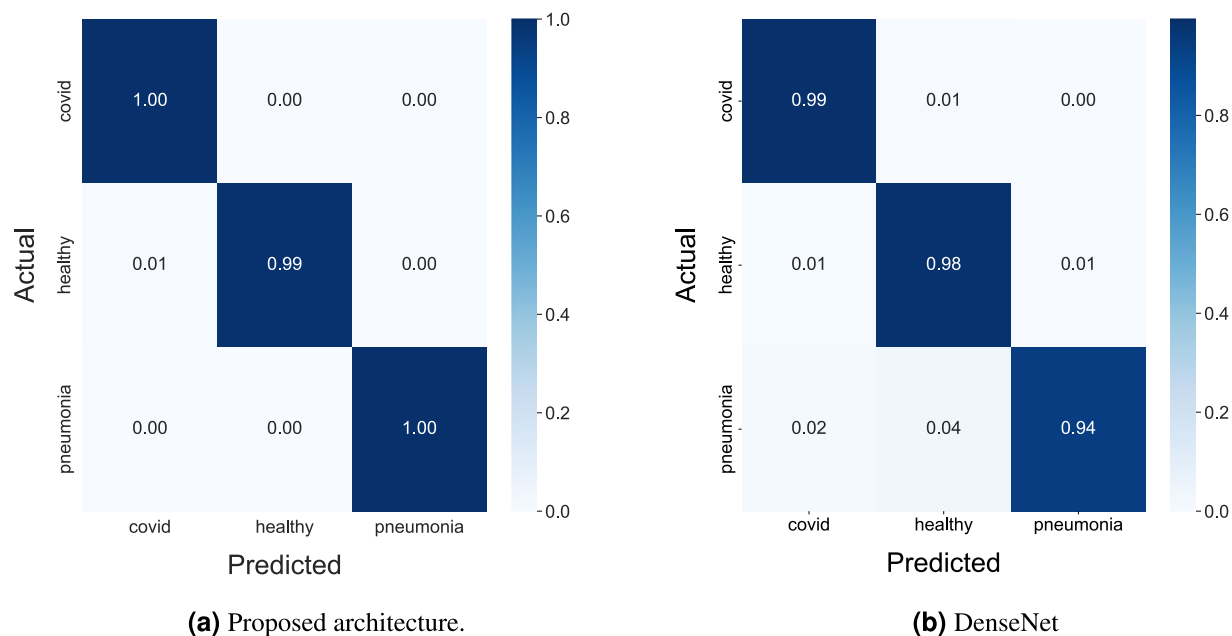 1.0
covid 1.00 0.00 0.00
0.8
0.6
Actual
healthy 0.01 0.99 0.00
0.4
0.2
pneumonia 0.00 0.00 1.00
0.0
covid healthy pneumonia
Predicted
(a) Proposed architecture.
covid 0.99 0.01 0.00
0.8
0.6
Actual
healthy 0.01 0.98 0.01
0.4
0.2
pneumonia 0.02 0.04 0.94
0.0
covid healthy pneumonia
Predicted
(b) DenseNet